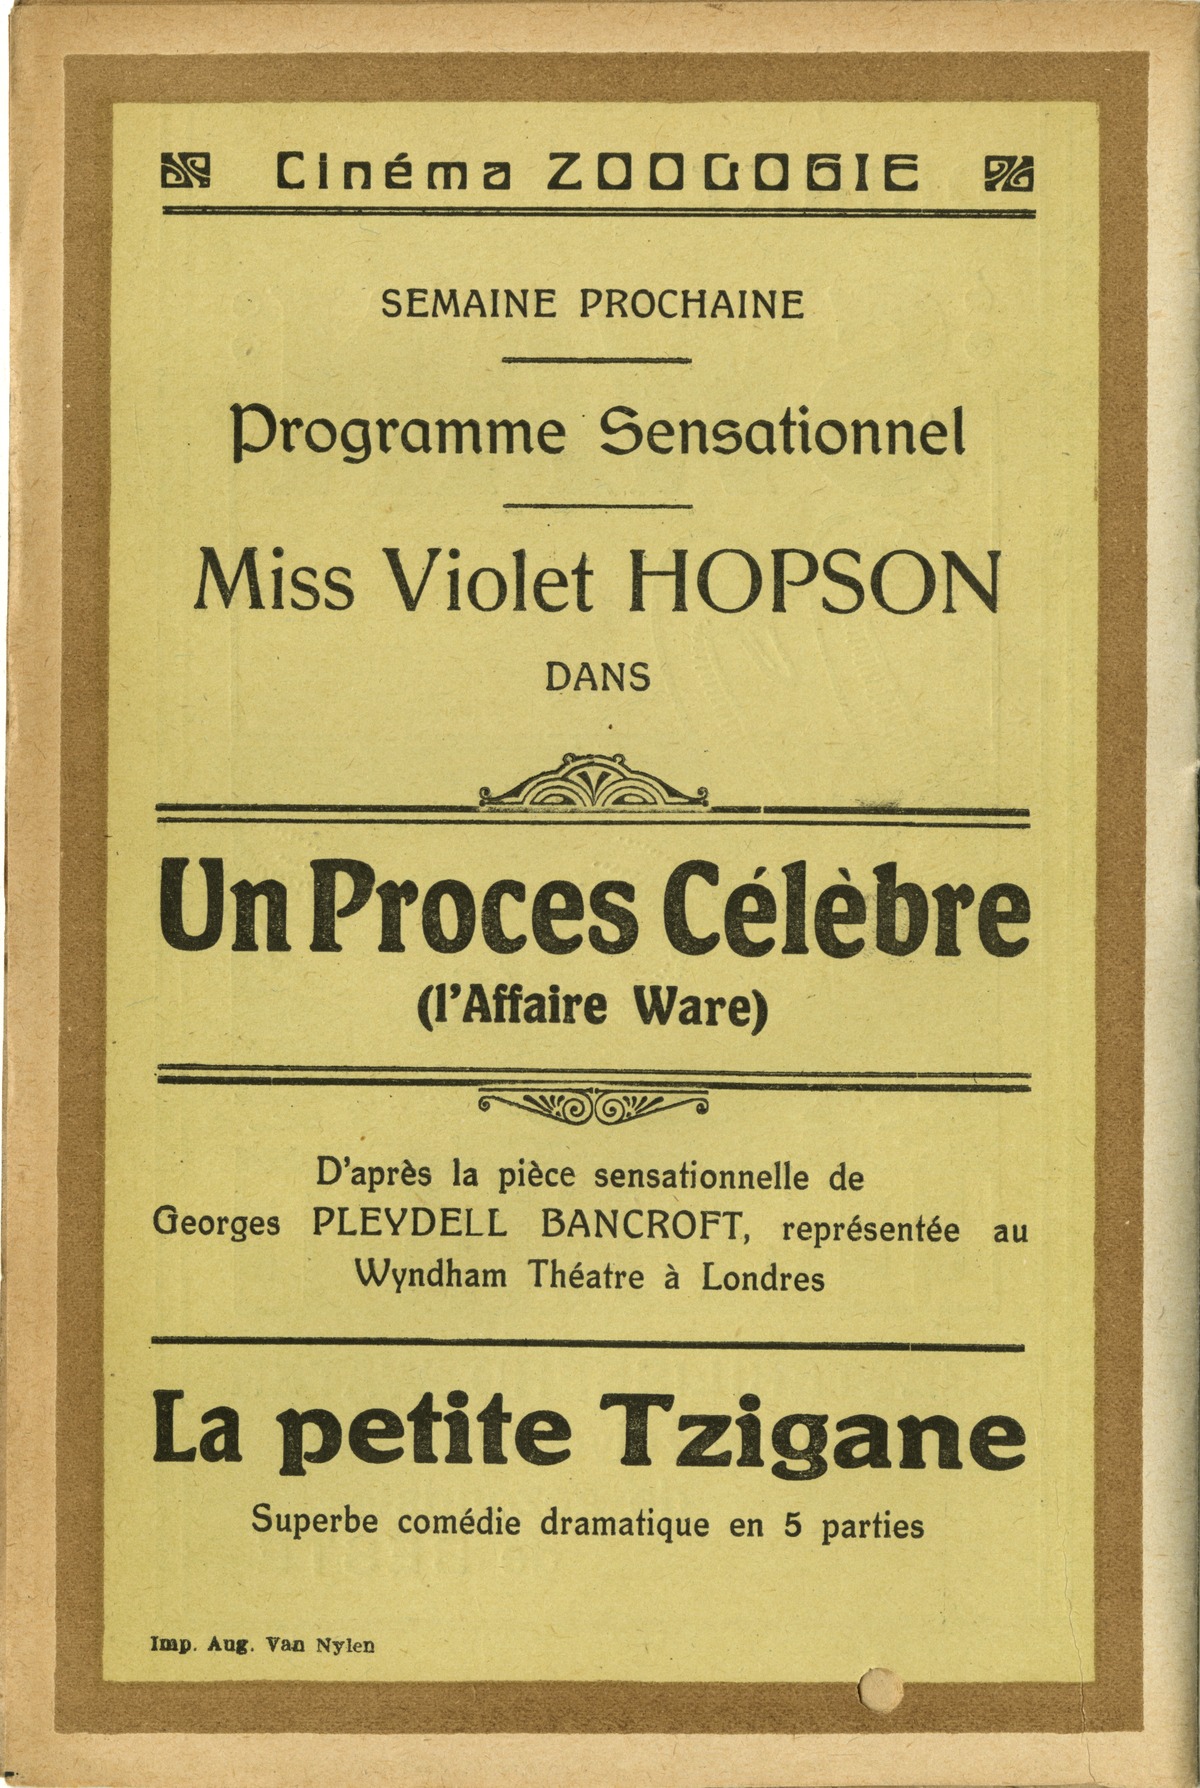 Cinéma ZOOLOGIE
SEMAINE PROCHAINE
Programme Sensationnel
Miss Violet HOPSON
DANS
Un Proces Célèbre
(l'Affaire Ware)
D'après la pièce sensationnelle de
Georges PLEYDELL BANCROFT, représentée au
Wyndham Théatre à Londres
La petite Tzigane
Superbe comédie dramatique en 5 parties
Imp. Aug. Van Nylen